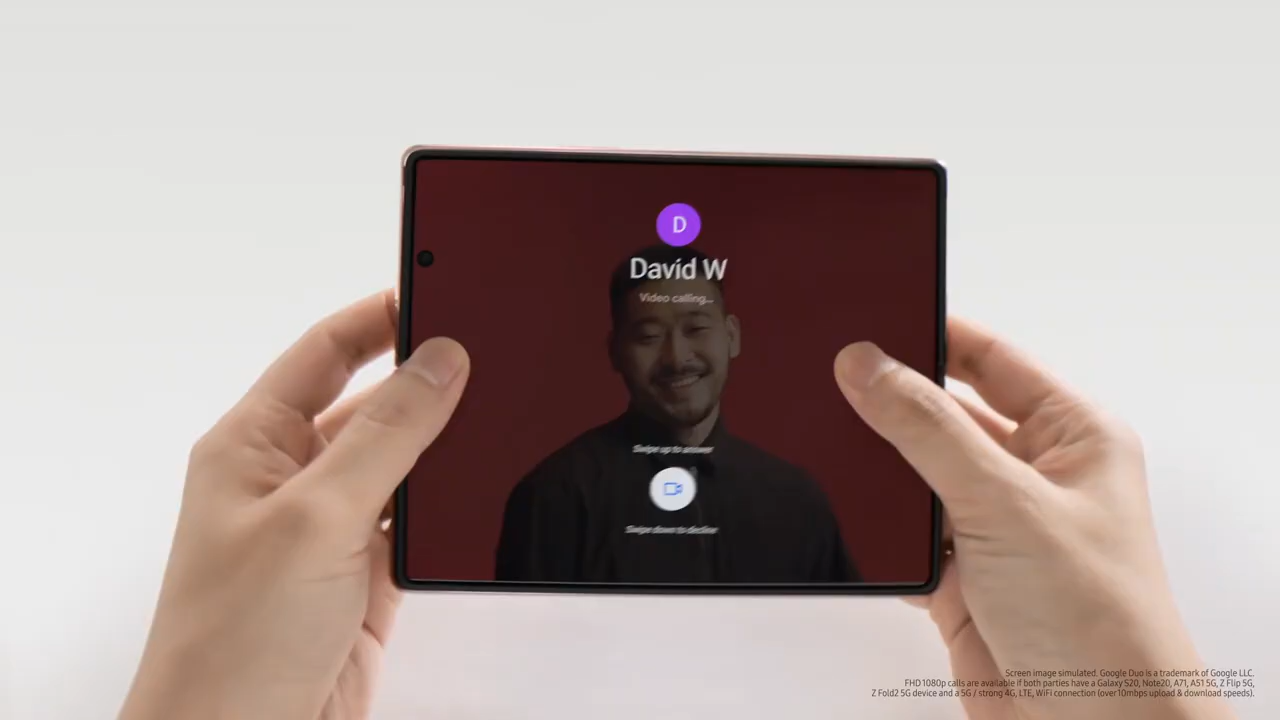 D
David W
Video calling...
Swipe up to answer
Swipe down to decline
Screen image simulated. Google Duo is a trademark of Google LLC.
FHD 1080p calls are available if both parties have a Galaxy S20, Note20, A71, A51 5G, Z Flip 5G,
Z Fold2 5G device and a 5G / strong 4G, LTE, WiFi connection (over 10mbps upload & download speeds).